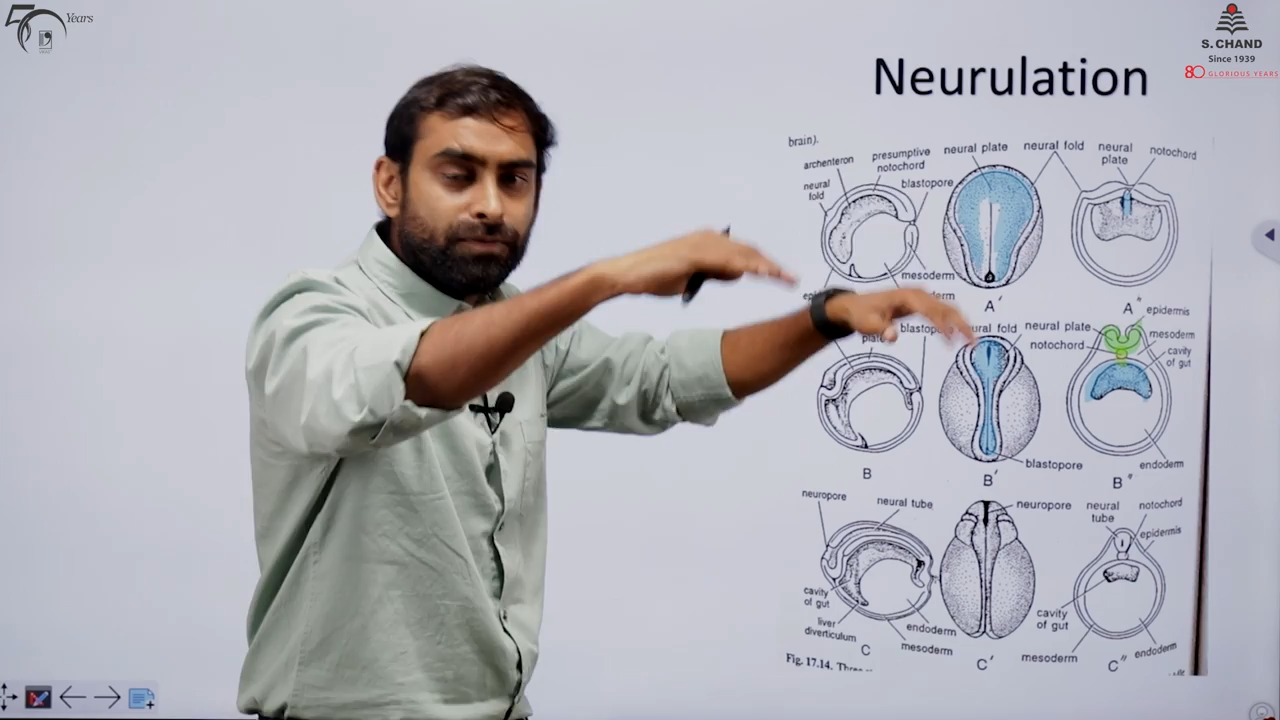 50 Years
S. CHAND
Since 1939
80 GLORIOUS YEARS
Neurulation
brain).
archenteron
presumptive notochord
neural plate
neural fold
neural plate
notochord
neural fold
blastopore
mesoderm
A'
A"
epidermis
neural fold
neural plate
mesoderm
notochord
cavity of gut
blastopore
endoderm
B
B'
B"
neuropore
neural tube
neuropore
neural tube
notochord
epidermis
cavity of gut
liver diverticulum
endoderm
mesoderm
cavity of gut
mesoderm
endoderm
C
C'
C"
Fig. 17.14.